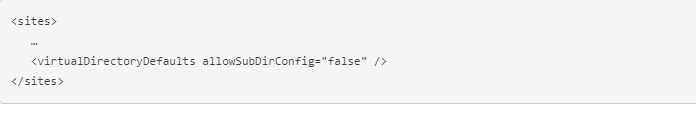 <sites>
…
<virtualDirectoryDefaults allowSubDirConfig="false" />
</sites>